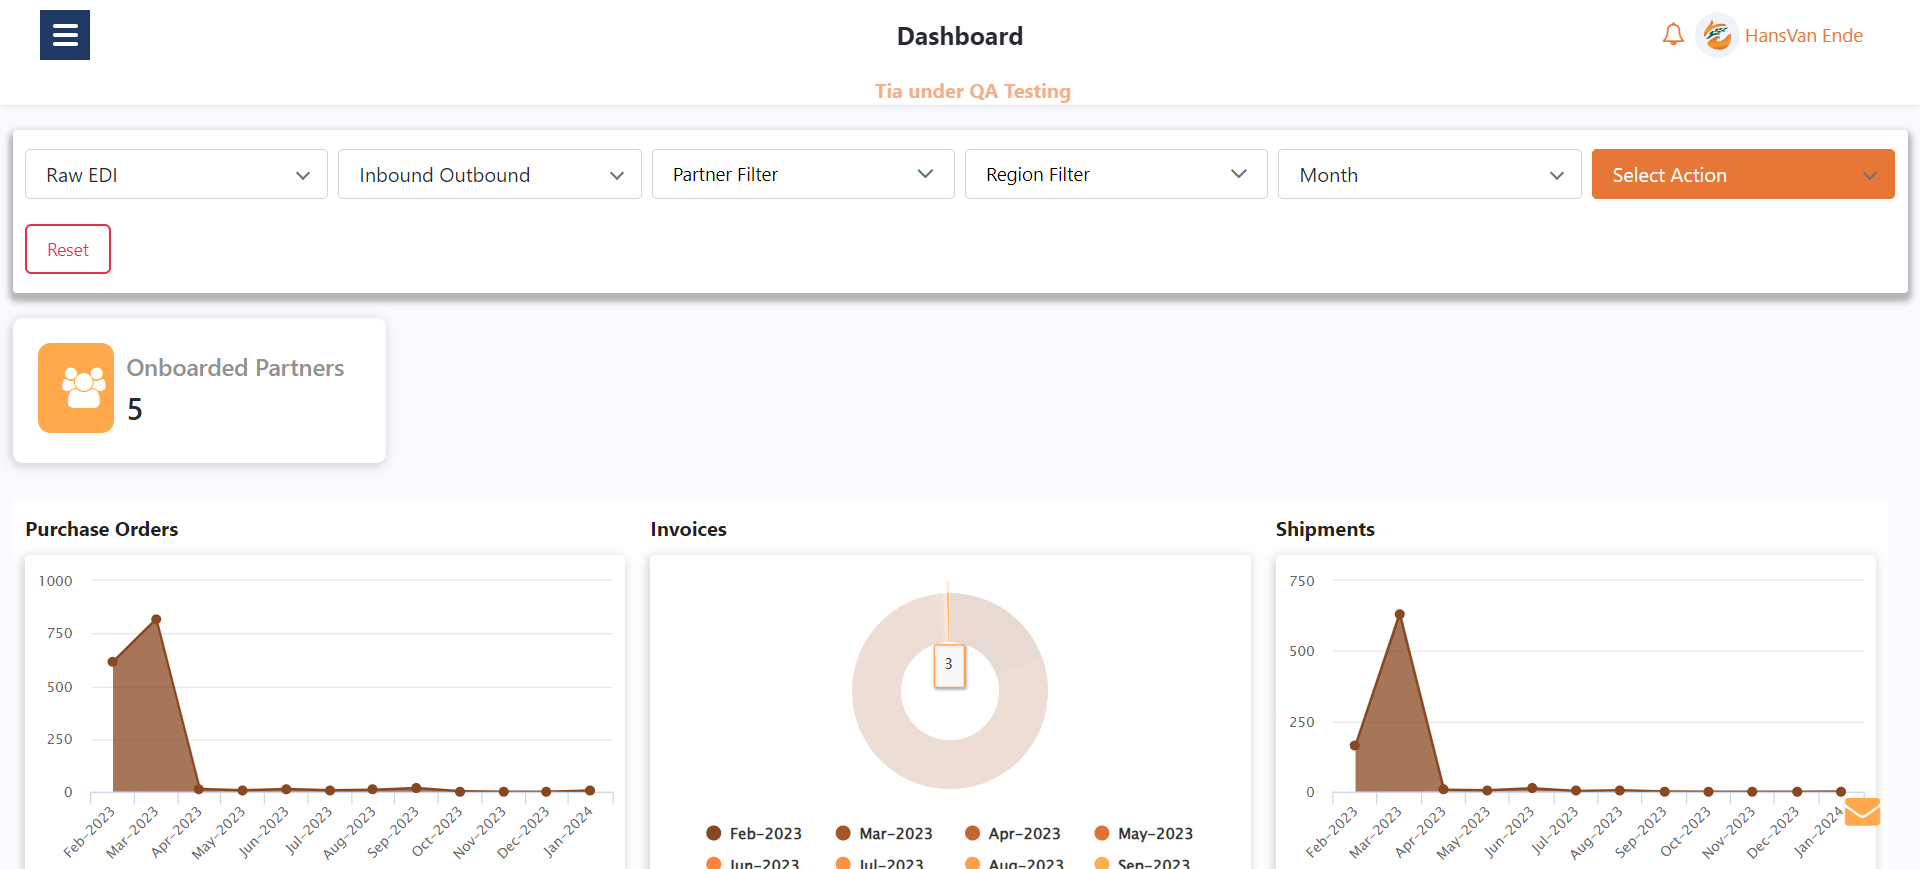 Dashboard
HansVan Ende
Tia under QA Testing
Raw EDI
Inbound Outbound
Partner Filter
Region Filter
Month
Select Action
Reset
Onboarded Partners
5
Purchase Orders
1000
750
500
250
0
Feb-2023
Mar-2023
Apr-2023
May-2023
Jun-2023
Jul-2023
Aug-2023
Sep-2023
Oct-2023
Nov-2023
Dec-2023
Jan-2024
Invoices
3
Feb-2023
Mar-2023
Apr-2023
May-2023
Jun-2023
Jul-2023
Aug-2023
Sep-2023
Shipments
750
500
250
0
Feb-2023
Mar-2023
Apr-2023
May-2023
Jun-2023
Jul-2023
Aug-2023
Sep-2023
Oct-2023
Nov-2023
Dec-2023
Jan-2024